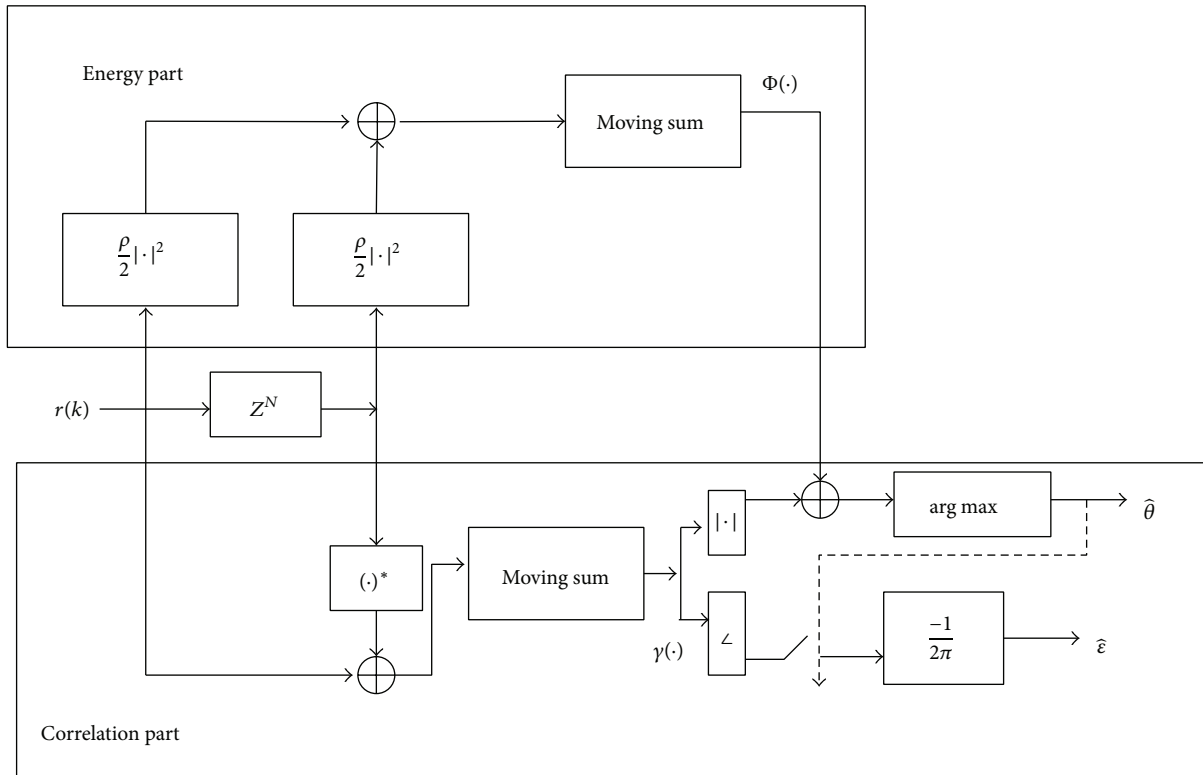 Energy part
Φ(·)
Moving sum
ρ/2 |·|²
ρ/2 |·|²
r(k)
Z^N
|·|
arg max
θ̂
(·)*
Moving sum
γ(·)
∠
−1/2π
ε̂
Correlation part